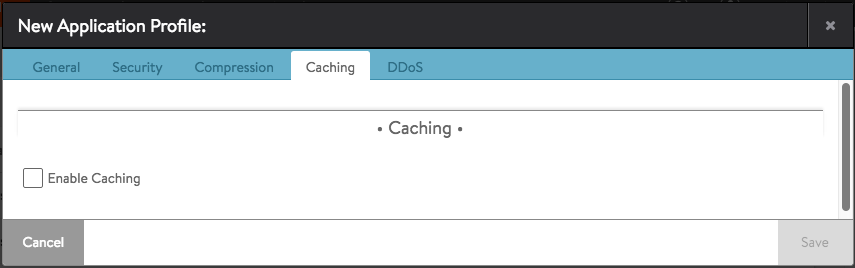 New Application Profile:
General Security Compression Caching DDoS
• Caching •
Enable Caching
Cancel Save